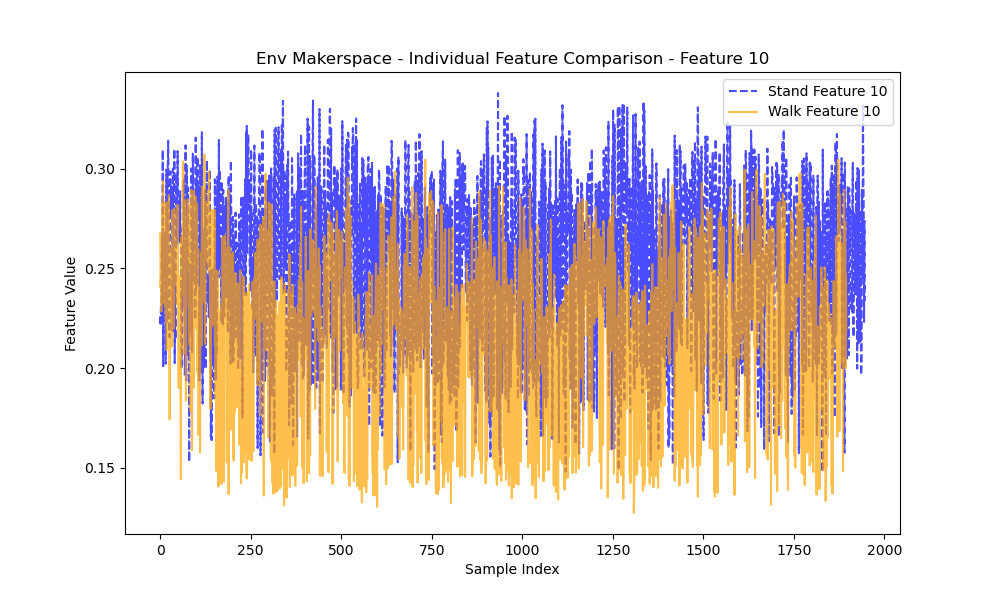 Env Makerspace - Individual Feature Comparison - Feature 10
Stand Feature 10
Walk Feature 10
Feature Value
0.30
0.25
0.20
0.15
0 250 500 750 1000 1250 1500 1750 2000
Sample Index